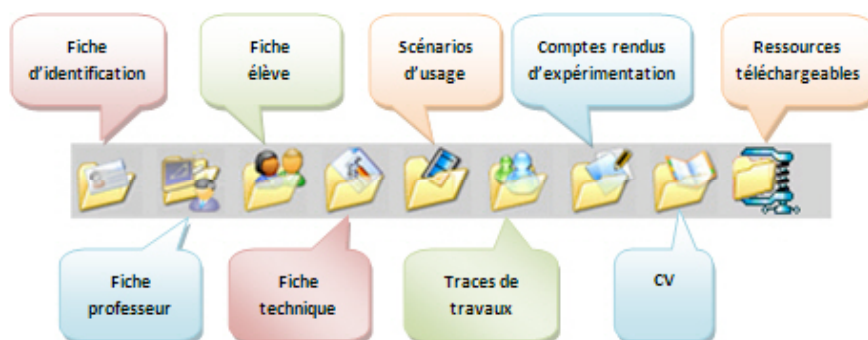 Fiche
d'identification
Fiche
élève
Scénarios
d'usage
Comptes rendus
d'expérimentation
Ressources
téléchargeables
Fiche
professeur
Fiche
technique
Traces de
travaux
CV